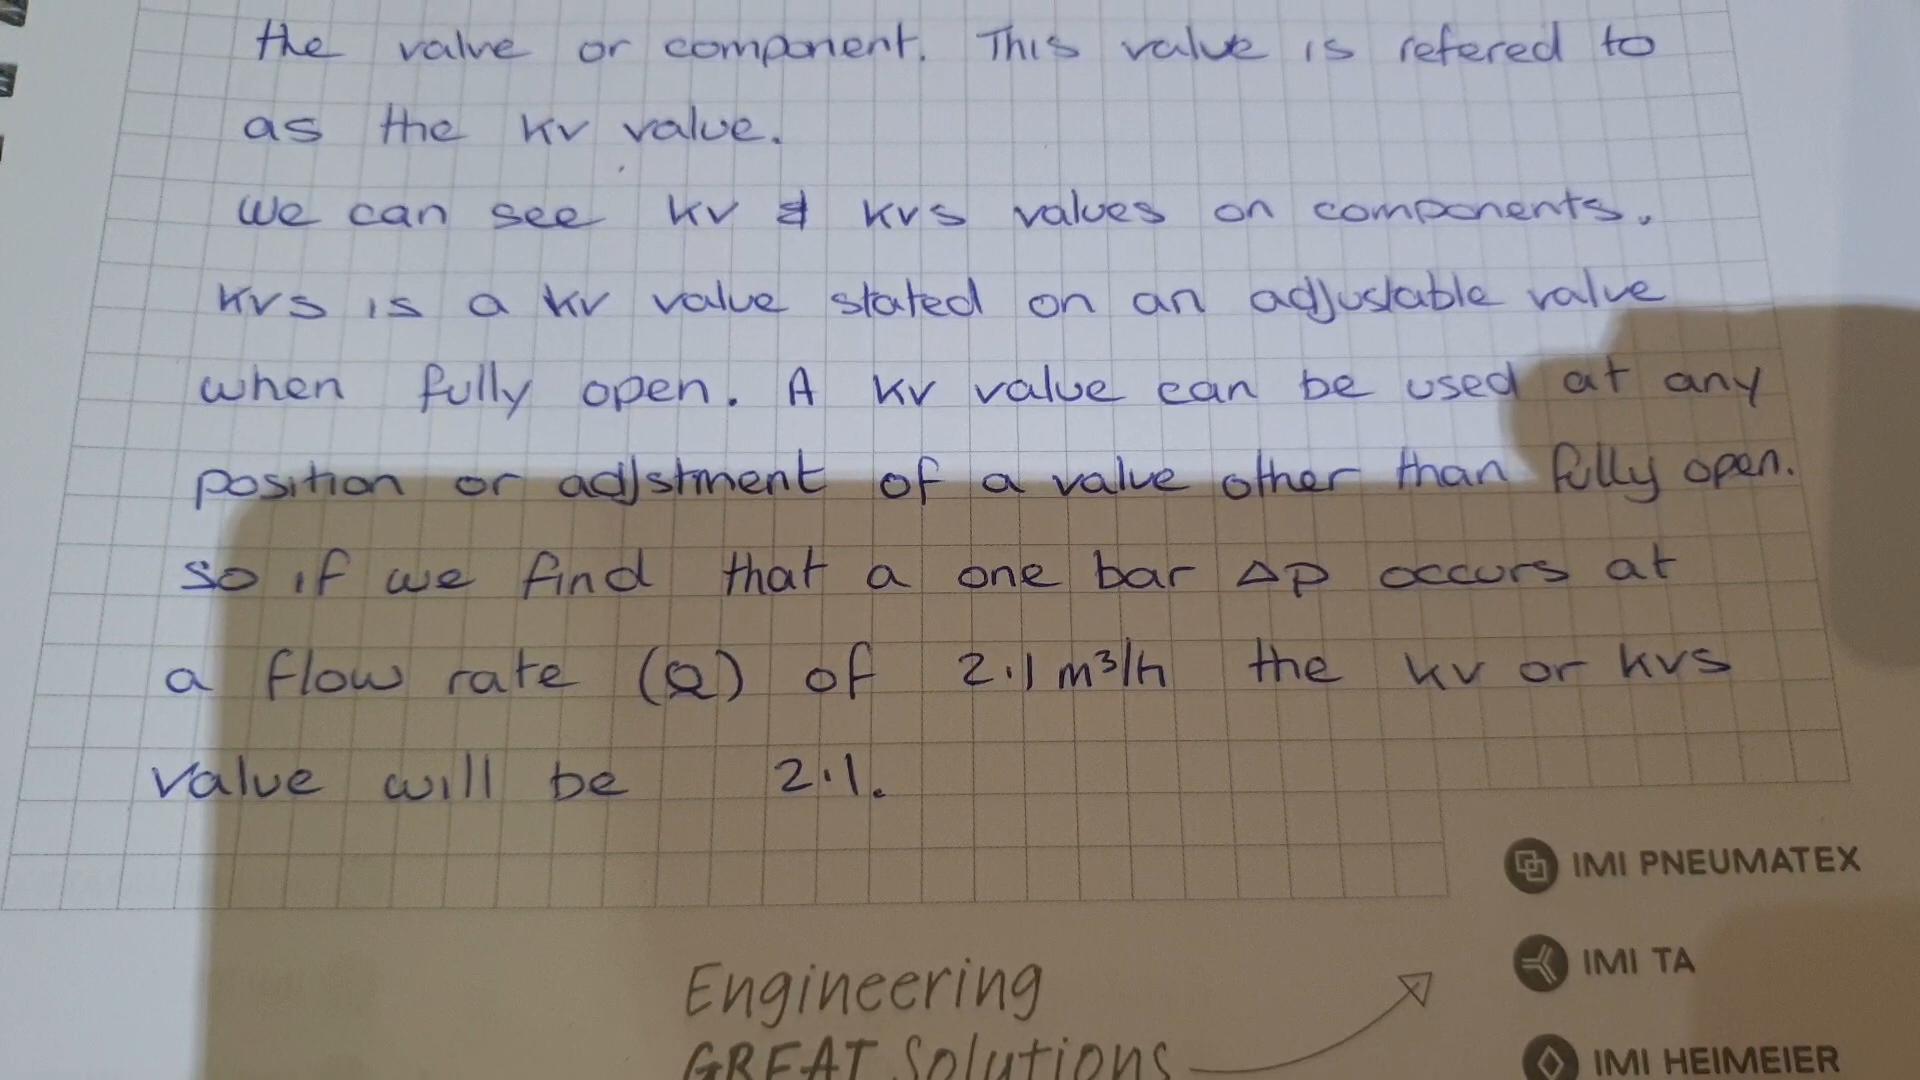 the valve or component. This value is refered to
as the kv value.
we can see kv & kvs values on components.
kvs is a kv value stated on an adjustable valve
when fully open. A kv value can be used at any
position or adjstment of a valve other than fully open.
so if we find that a one bar Δp occurs at
a flow rate (Q) of 2.1 m³/h the kv or kvs
value will be 2.1.
IMI PNEUMATEX
IMI TA
IMI HEIMEIER
Engineering
GREAT Solutions